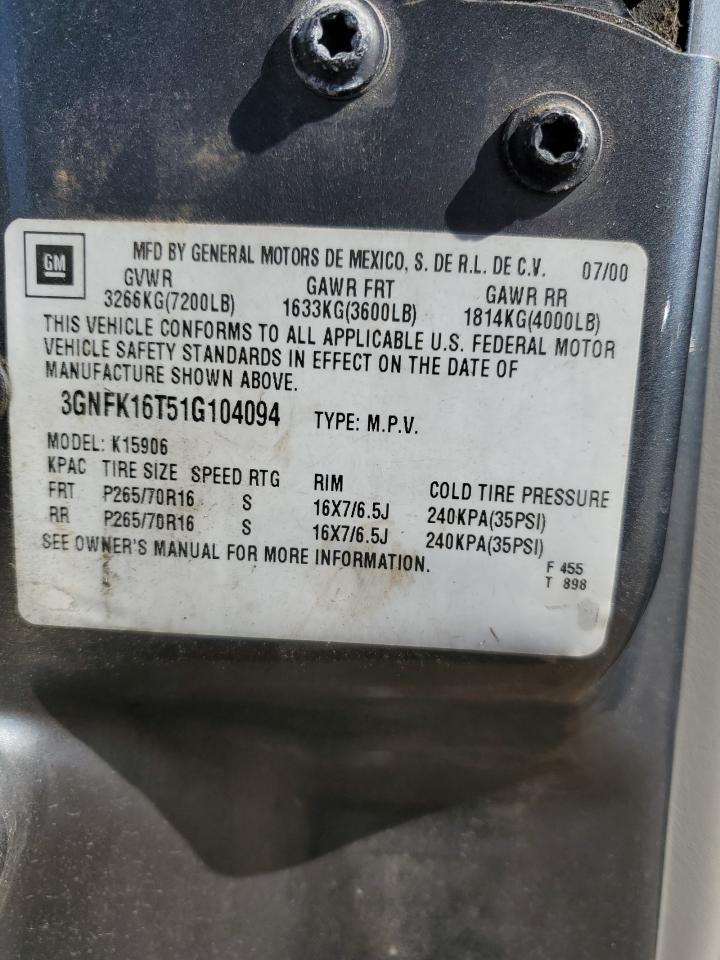 GM
MFD BY GENERAL MOTORS DE MEXICO, S. DE R.L. DE C.V. 07/00
GVWR GAWR FRT GAWR RR
3266KG(7200LB) 1633KG(3600LB) 1814KG(4000LB)
THIS VEHICLE CONFORMS TO ALL APPLICABLE U.S. FEDERAL MOTOR
VEHICLE SAFETY STANDARDS IN EFFECT ON THE DATE OF
MANUFACTURE SHOWN ABOVE.
3GNFK16T51G104094 TYPE: M.P.V.
MODEL: K15906
KPAC TIRE SIZE SPEED RTG RIM COLD TIRE PRESSURE
FRT P265/70R16 S 16X7/6.5J 240KPA(35PSI)
RR P265/70R16 S 16X7/6.5J 240KPA(35PSI)
SEE OWNER'S MANUAL FOR MORE INFORMATION.
F 455
T 898